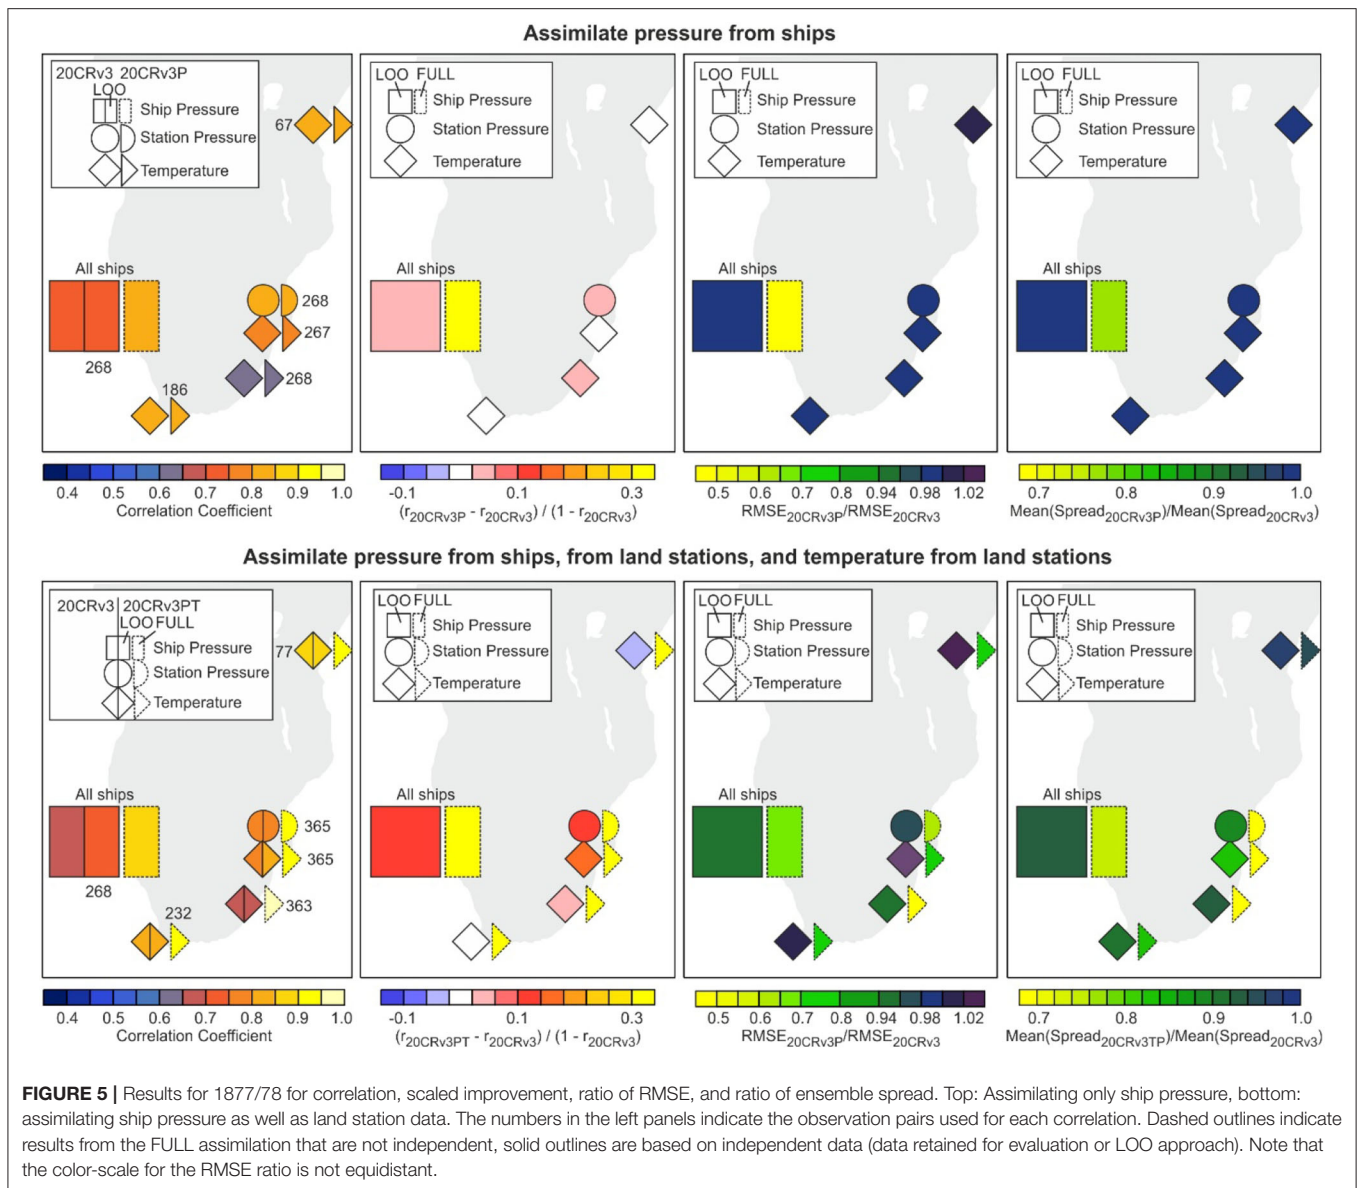 Assimilate pressure from ships
20CRv3 20CRv3P
LOO
Ship Pressure
Station Pressure
Temperature
67
All ships
268
268
267
268
186
0.4 0.5 0.6 0.7 0.8 0.9 1.0
Correlation Coefficient
LOO FULL
Ship Pressure
Station Pressure
Temperature
All ships
-0.1 0.1 0.3
(r20CRv3P - r20CRv3) / (1 - r20CRv3)
LOO FULL
Ship Pressure
Station Pressure
Temperature
All ships
0.5 0.6 0.7 0.8 0.94 0.98 1.02
RMSE20CRv3P/RMSE20CRv3
LOO FULL
Ship Pressure
Station Pressure
Temperature
All ships
0.7 0.8 0.9 1.0
Mean(Spread20CRv3P)/Mean(Spread20CRv3)
Assimilate pressure from ships, from land stations, and temperature from land stations
20CRv3 20CRv3PT
LOO FULL
Ship Pressure
Station Pressure
Temperature
77
All ships
268
365
365
363
232
0.4 0.5 0.6 0.7 0.8 0.9 1.0
Correlation Coefficient
LOO FULL
Ship Pressure
Station Pressure
Temperature
All ships
-0.1 0.1 0.3
(r20CRv3PT - r20CRv3) / (1 - r20CRv3)
LOO FULL
Ship Pressure
Station Pressure
Temperature
All ships
0.5 0.6 0.7 0.8 0.94 0.98 1.02
RMSE20CRv3P/RMSE20CRv3
LOO FULL
Ship Pressure
Station Pressure
Temperature
All ships
0.7 0.8 0.9 1.0
Mean(Spread20CRv3TP)/Mean(Spread20CRv3)
FIGURE 5 | Results for 1877/78 for correlation, scaled improvement, ratio of RMSE, and ratio of ensemble spread. Top: Assimilating only ship pressure, bottom:
assimilating ship pressure as well as land station data. The numbers in the left panels indicate the observation pairs used for each correlation. Dashed outlines indicate
results from the FULL assimilation that are not independent, solid outlines are based on independent data (data retained for evaluation or LOO approach). Note that
the color-scale for the RMSE ratio is not equidistant.